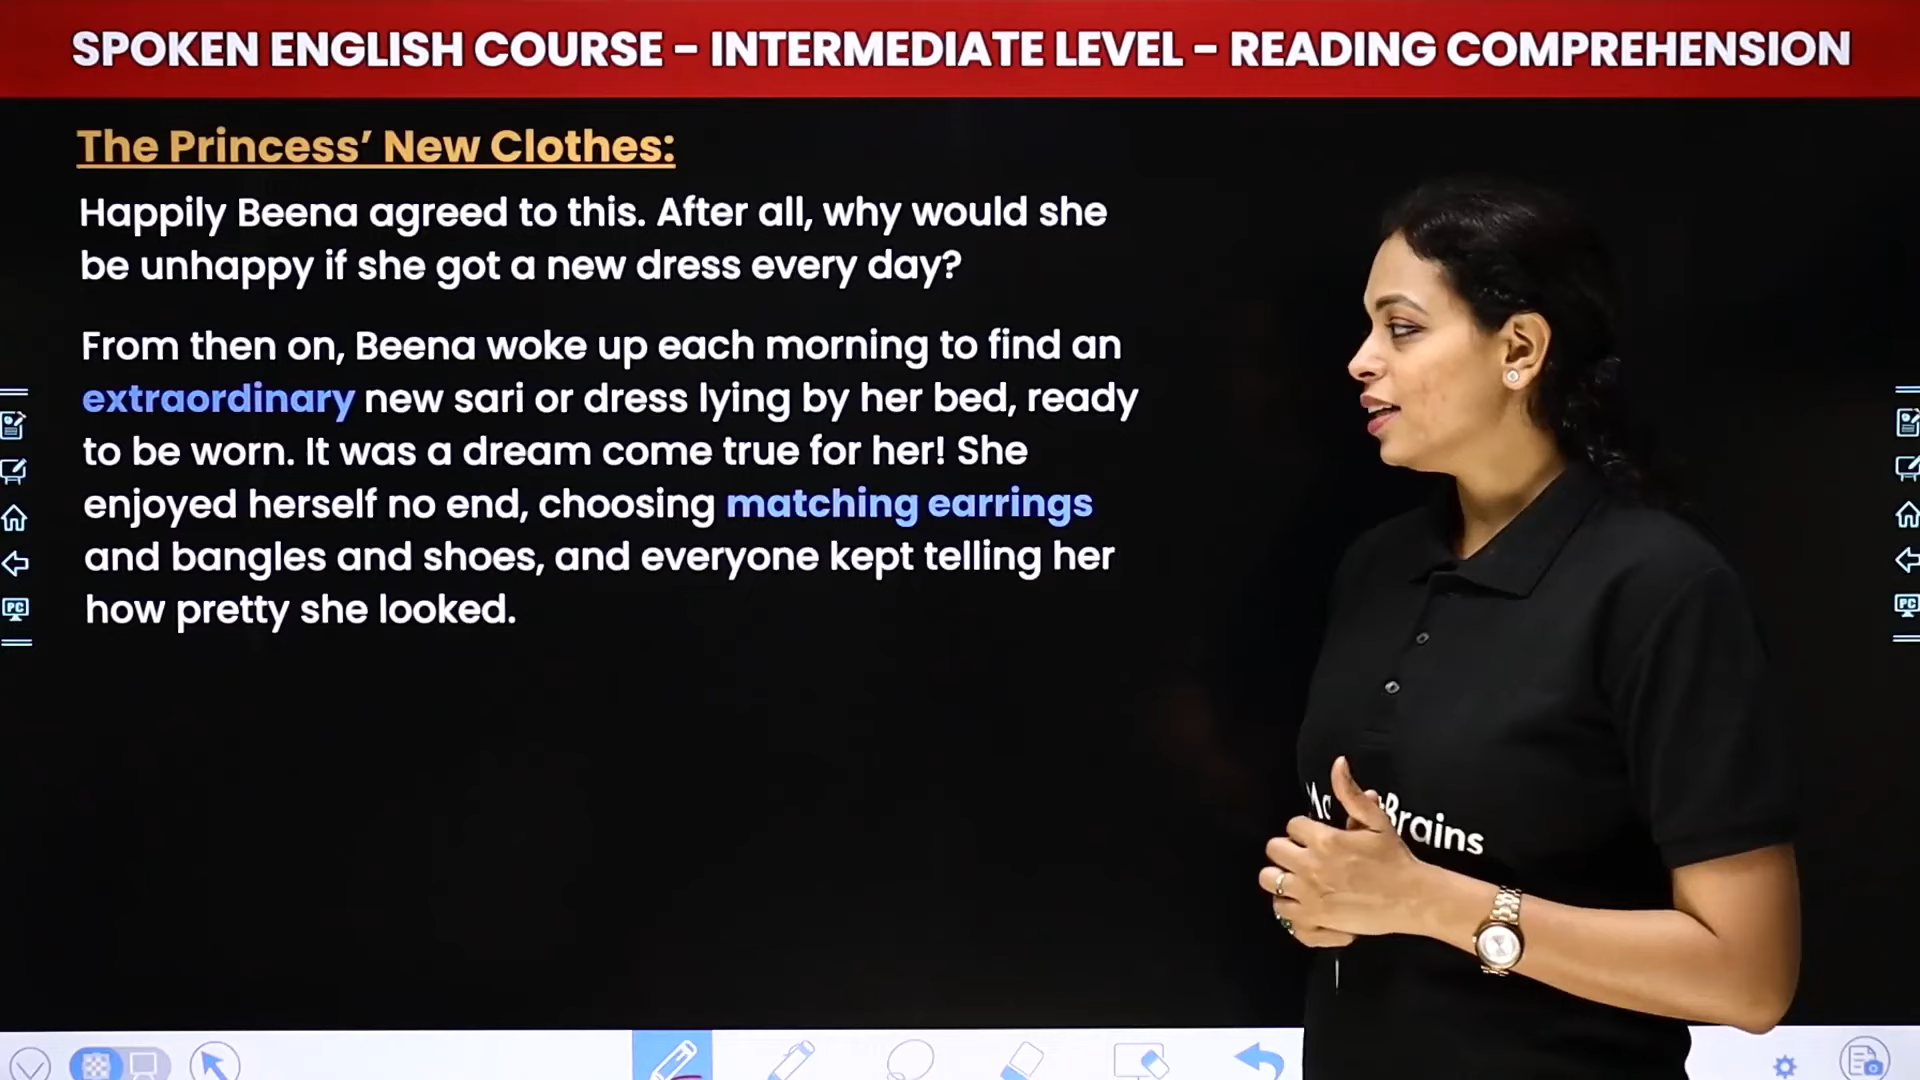 SPOKEN ENGLISH COURSE – INTERMEDIATE LEVEL – READING COMPREHENSION
The Princess’ New Clothes:
Happily Beena agreed to this. After all, why would she
be unhappy if she got a new dress every day?
From then on, Beena woke up each morning to find an
extraordinary new sari or dress lying by her bed, ready
to be worn. It was a dream come true for her! She
enjoyed herself no end, choosing matching earrings
and bangles and shoes, and everyone kept telling her
how pretty she looked.
PC
PC
Brains